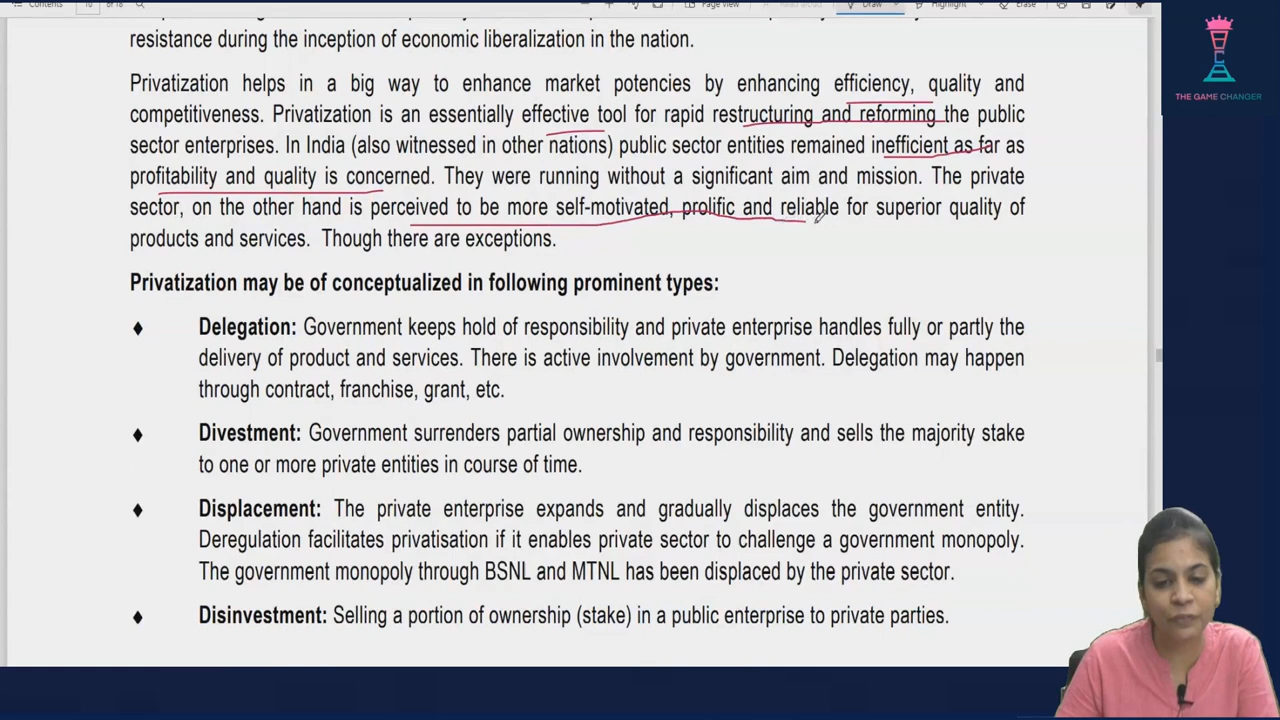 Contents
10
of 18
Page view
Draw
Highlight
Erase
THE GAME CHANGER
resistance during the inception of economic liberalization in the nation.
Privatization helps in a big way to enhance market potencies by enhancing efficiency, quality and
competitiveness. Privatization is an essentially effective tool for rapid restructuring and reforming the public
sector enterprises. In India (also witnessed in other nations) public sector entities remained inefficient as far as
profitability and quality is concerned. They were running without a significant aim and mission. The private
sector, on the other hand is perceived to be more self-motivated, prolific and reliable for superior quality of
products and services. Though there are exceptions.
Privatization may be of conceptualized in following prominent types:
♦ Delegation: Government keeps hold of responsibility and private enterprise handles fully or partly the
delivery of product and services. There is active involvement by government. Delegation may happen
through contract, franchise, grant, etc.
♦ Divestment: Government surrenders partial ownership and responsibility and sells the majority stake
to one or more private entities in course of time.
♦ Displacement: The private enterprise expands and gradually displaces the government entity.
Deregulation facilitates privatisation if it enables private sector to challenge a government monopoly.
The government monopoly through BSNL and MTNL has been displaced by the private sector.
♦ Disinvestment: Selling a portion of ownership (stake) in a public enterprise to private parties.